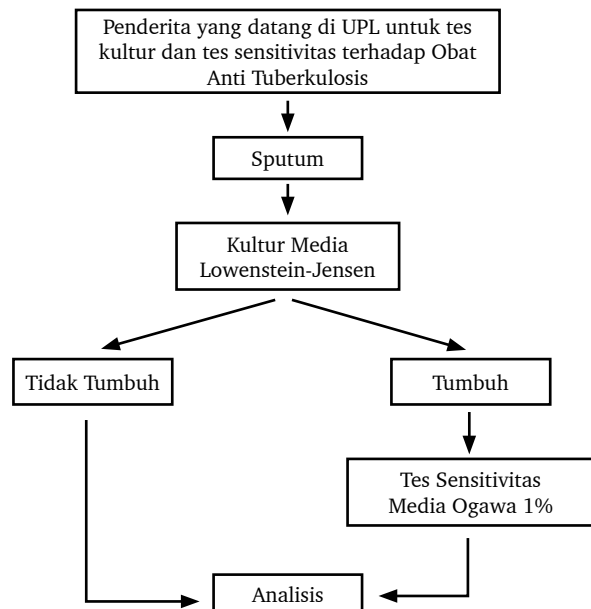 Penderita yang datang di UPL untuk tes
kultur dan tes sensitivitas terhadap Obat
Anti Tuberkulosis
Sputum
Kultur Media
Lowenstein-Jensen
Tidak Tumbuh
Tumbuh
Tes Sensitivitas
Media Ogawa 1%
Analisis